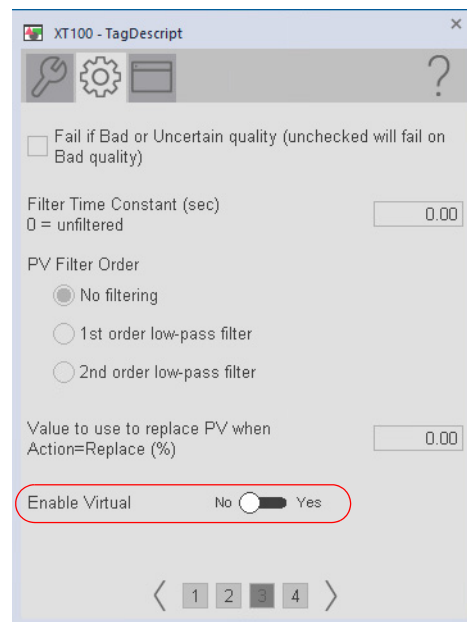 XT100 - TagDescript
×
?
Fail if Bad or Uncertain quality (unchecked will fail on
Bad quality)
Filter Time Constant (sec)
0 = unfiltered
0.00
PV Filter Order
No filtering
1st order low-pass filter
2nd order low-pass filter
Value to use to replace PV when
Action=Replace (%)
0.00
Enable Virtual No Yes
1 2 3 4